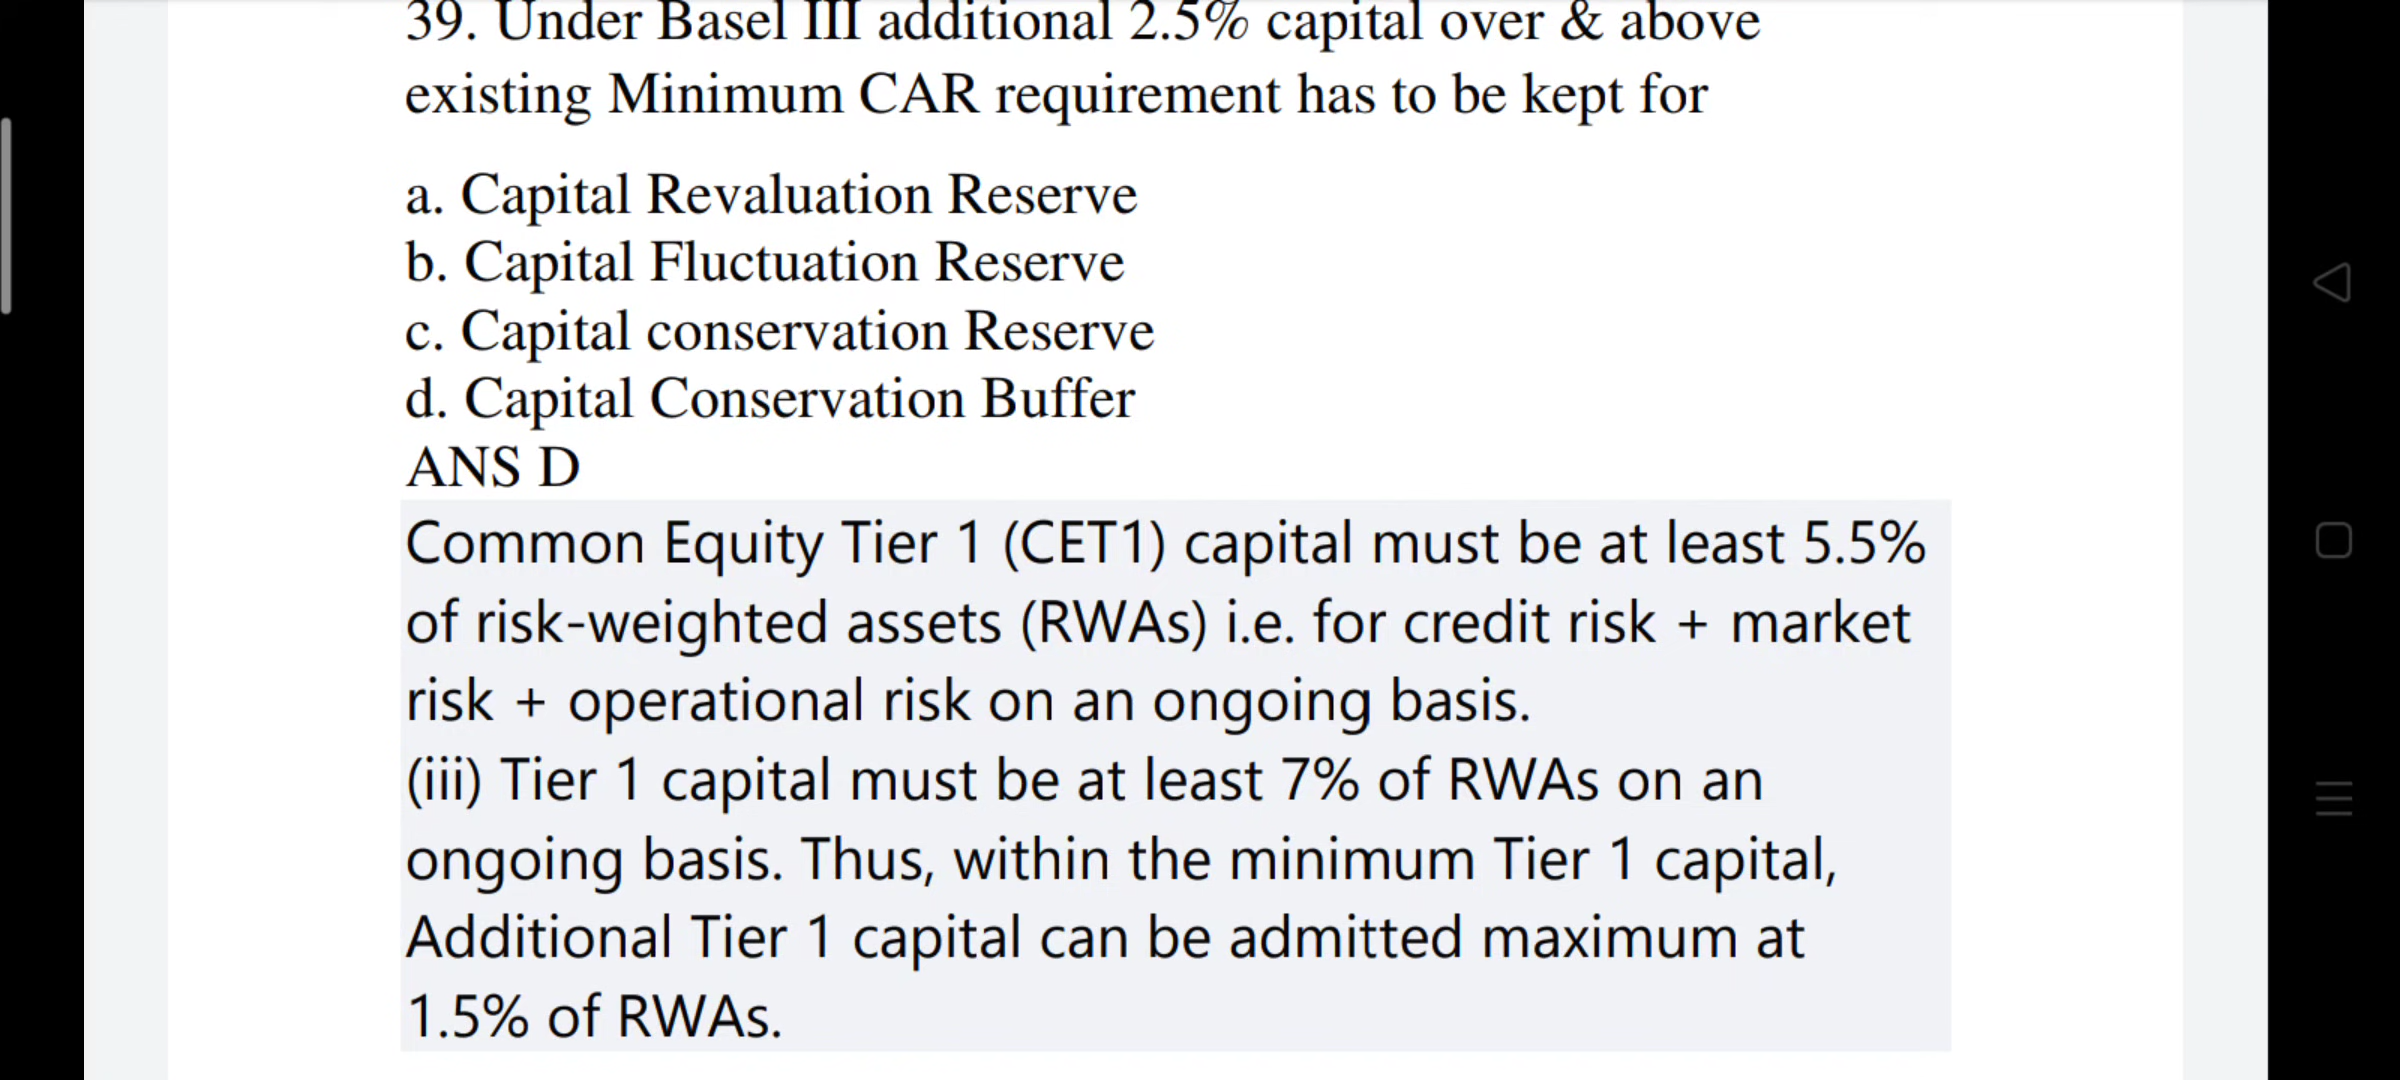 39. Under Basel III additional 2.5% capital over & above
existing Minimum CAR requirement has to be kept for
a. Capital Revaluation Reserve
b. Capital Fluctuation Reserve
c. Capital conservation Reserve
d. Capital Conservation Buffer
ANS D
Common Equity Tier 1 (CET1) capital must be at least 5.5%
of risk-weighted assets (RWAs) i.e. for credit risk + market
risk + operational risk on an ongoing basis.
(iii) Tier 1 capital must be at least 7% of RWAs on an
ongoing basis. Thus, within the minimum Tier 1 capital,
Additional Tier 1 capital can be admitted maximum at
1.5% of RWAs.